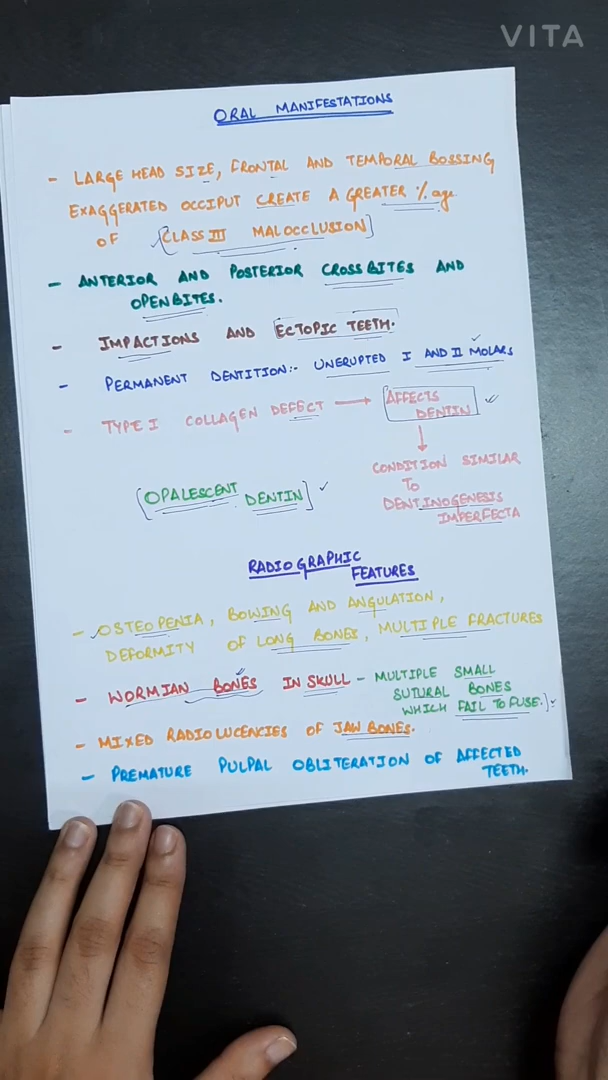 VITA
ORAL MANIFESTATIONS
- LARGE HEAD SIZE, FRONTAL AND TEMPORAL BOSSING
EXAGGERATED OCCIPUT CREATE A GREATER %age
OF [CLASS III MALOCCLUSION]
- ANTERIOR AND POSTERIOR CROSSBITES AND
OPENBITES.
- IMPACTIONS AND ECTOPIC TEETH.
- PERMANENT DENTITION:- UNERUPTED I AND II MOLARS
- TYPE I COLLAGEN DEFECT → AFFECTS
DENTIN
↓
CONDITION SIMILAR
TO
DENTINOGENESIS
IMPERFECTA
[OPALESCENT DENTIN]
RADIOGRAPHIC
FEATURES
- OSTEOPENIA, BOWING AND ANGULATION,
DEFORMITY OF LONG BONES, MULTIPLE FRACTURES
- WORMIAN BONES IN SKULL - MULTIPLE SMALL
SUTURAL BONES
WHICH FAIL TO FUSE.]
- MIXED RADIOLUCENCIES OF JAW BONES.
- PREMATURE PULPAL OBLITERATION OF AFFECTED
TEETH.